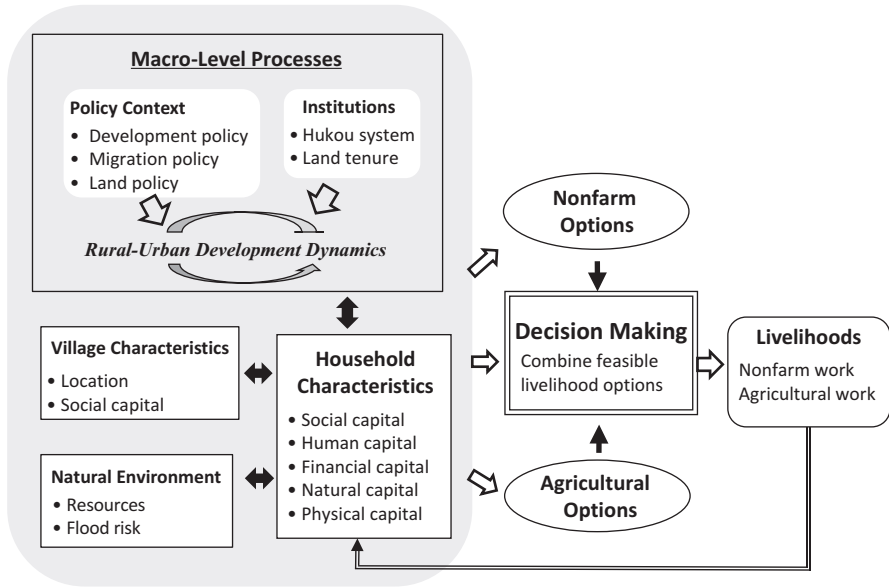 Macro-Level Processes
Policy Context
• Development policy
• Migration policy
• Land policy
Institutions
• Hukou system
• Land tenure
Rural-Urban Development Dynamics
Village Characteristics
• Location
• Social capital
Natural Environment
• Resources
• Flood risk
Household
Characteristics
• Social capital
• Human capital
• Financial capital
• Natural capital
• Physical capital
Nonfarm
Options
Decision Making
Combine feasible
livelihood options
Agricultural
Options
Livelihoods
Nonfarm work
Agricultural work